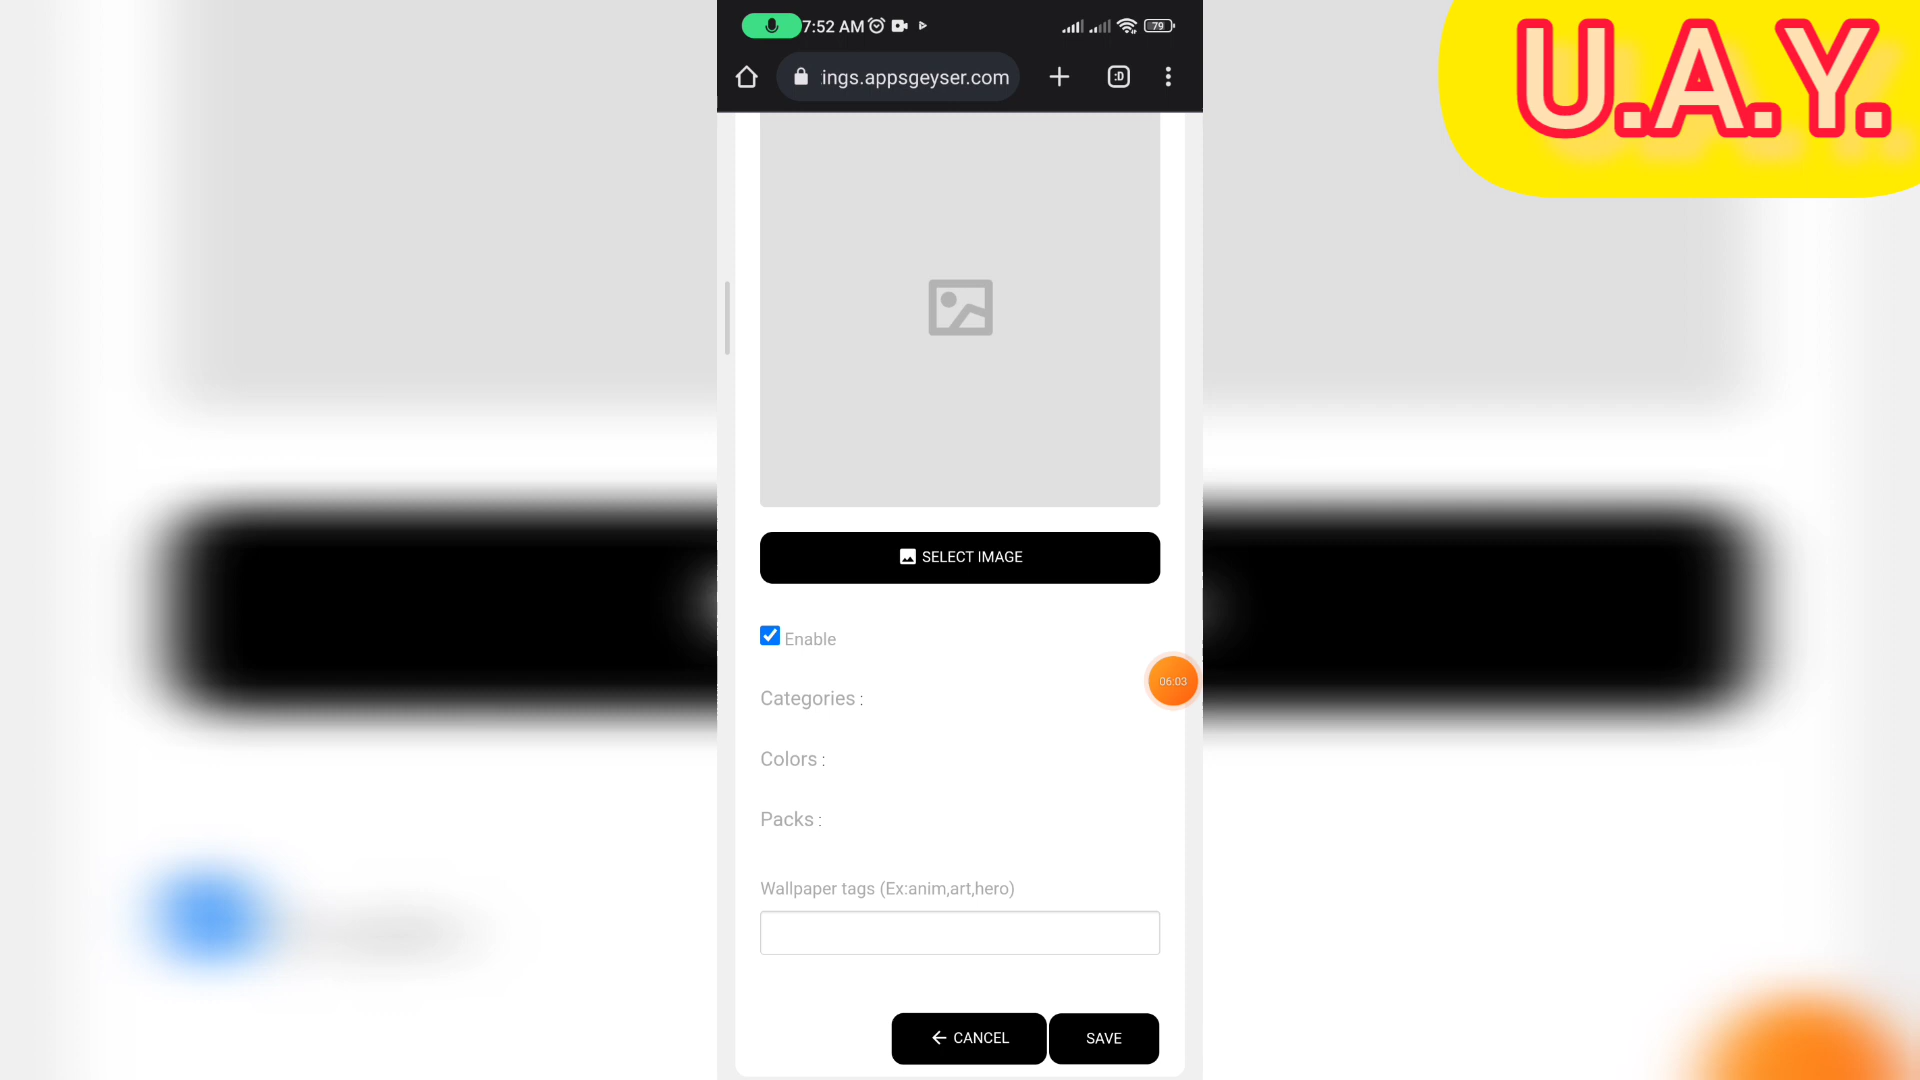 7:52 AM
79
ings.appsgeyser.com
:D
U.A.Y.
SELECT IMAGE
Enable
06:03
Categories :
Colors :
Packs :
Wallpaper tags (Ex:anim,art,hero)
CANCEL
SAVE